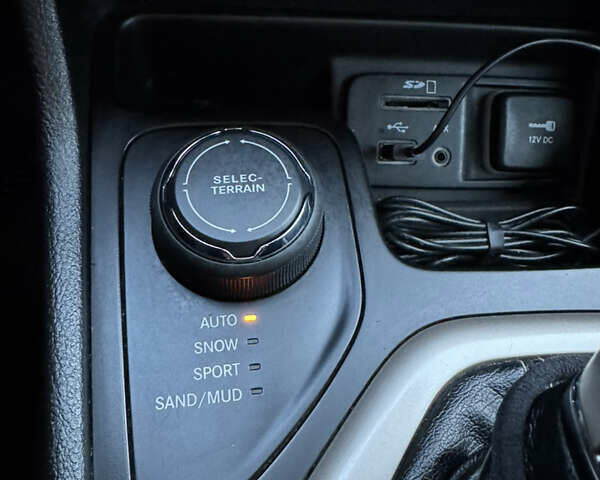 SELEC-
TERRAIN
AUTO
SNOW
SPORT
SAND/MUD
12V DC